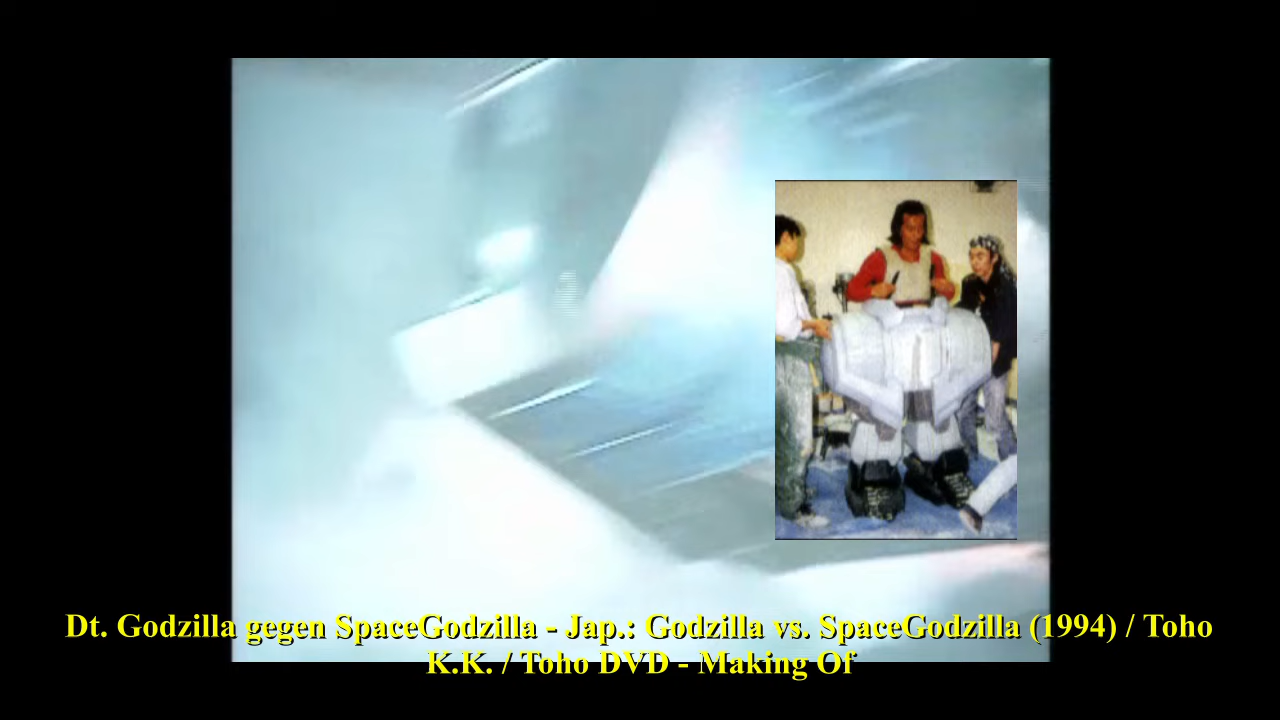 Dt. Godzilla gegen SpaceGodzilla - Jap.: Godzilla vs. SpaceGodzilla (1994) / Toho
K.K. / Toho DVD - Making Of